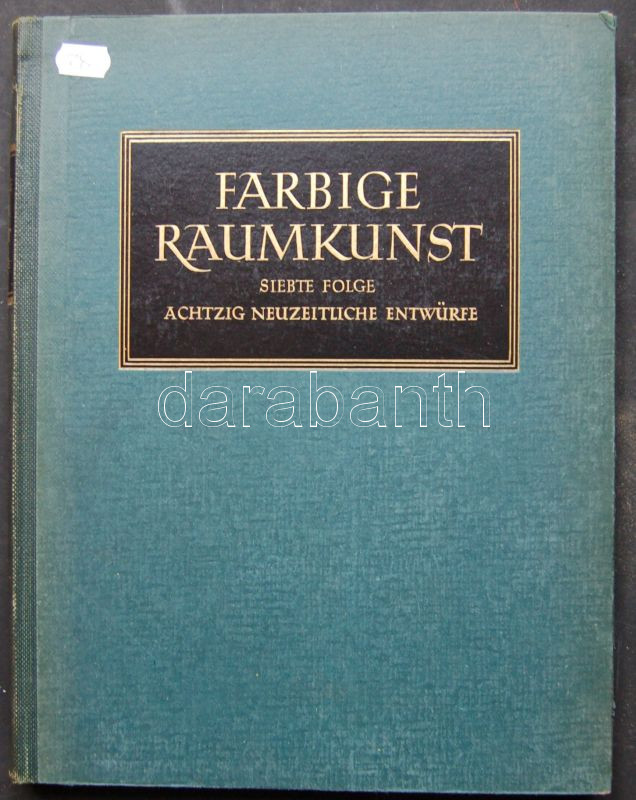 FARBIGE
RAUMKUNST
SIEBTE FOLGE
ACHTZIG NEUZEITLICHE ENTWÜRFE
darabanth